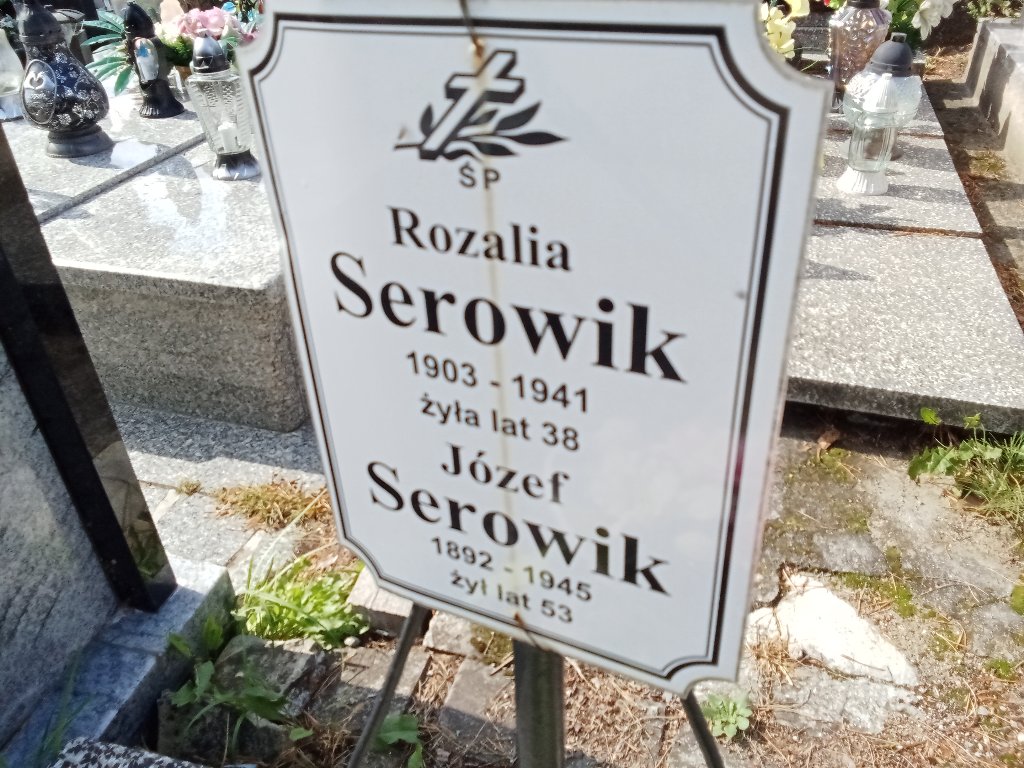 ŚP
Rozalia
Serowik
1903 - 1941
żyła lat 38
Józef
Serowik
1892 - 1945
żył lat 53